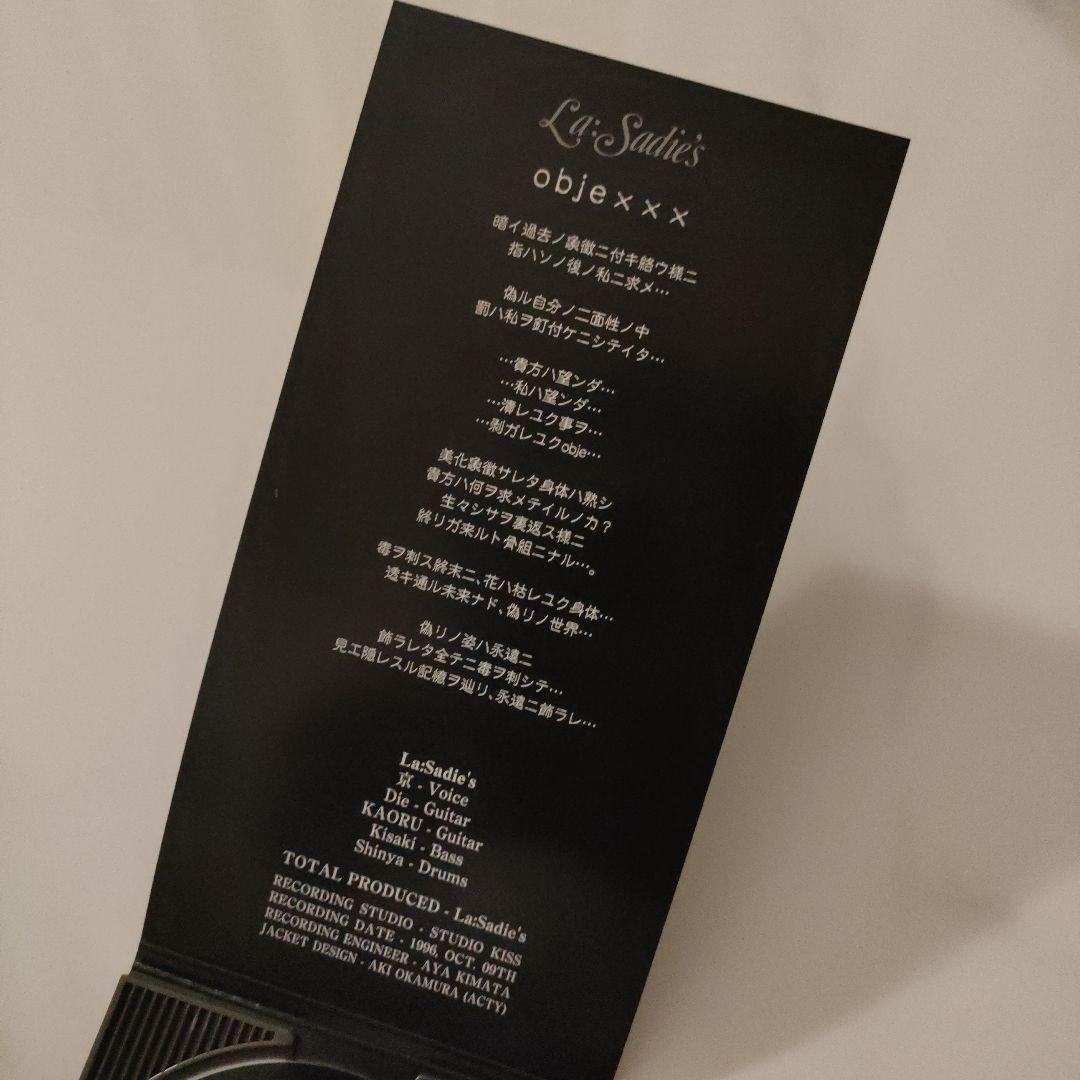 La:Sadie's
obje×××
暗イ過去ノ象徴ニ付キ絡ウ様ニ
指ハソノ後ノ私ニ求メ…
偽ル自分ノ二面性ノ中
罰ハ私ヲ釘付ケニシテイタ…
…貴方ハ望ンダ…
…私ハ望ンダ…
…潰レユク事ヲ…
…剥ガレユクobje…
美化象徴サレタ身体ハ熟シ
貴方ハ何ヲ求メテイルノカ?
生々シサヲ裏返ス様ニ
終リガ来ルト骨組ニナル…。
毒ヲ刺ス終末ニ、花ハ枯レユク身体…
透キ通ル未来ナド、偽リノ世界…
偽リノ姿ハ永遠ニ
飾ラレタ全テニ毒ヲ刺シテ…
見エ隠レスル記憶ヲ辿リ、永遠ニ飾ラレ…
La:Sadie's
京 - Voice
Die - Guitar
KAORU - Guitar
Kisaki - Bass
Shinya - Drums
TOTAL PRODUCED - La:Sadie's
RECORDING STUDIO - STUDIO KISS
RECORDING DATE - 1996, OCT. 09TH
RECORDING ENGINEER - AYA KIMATA
JACKET DESIGN - AKI OKAMURA (ACTY)